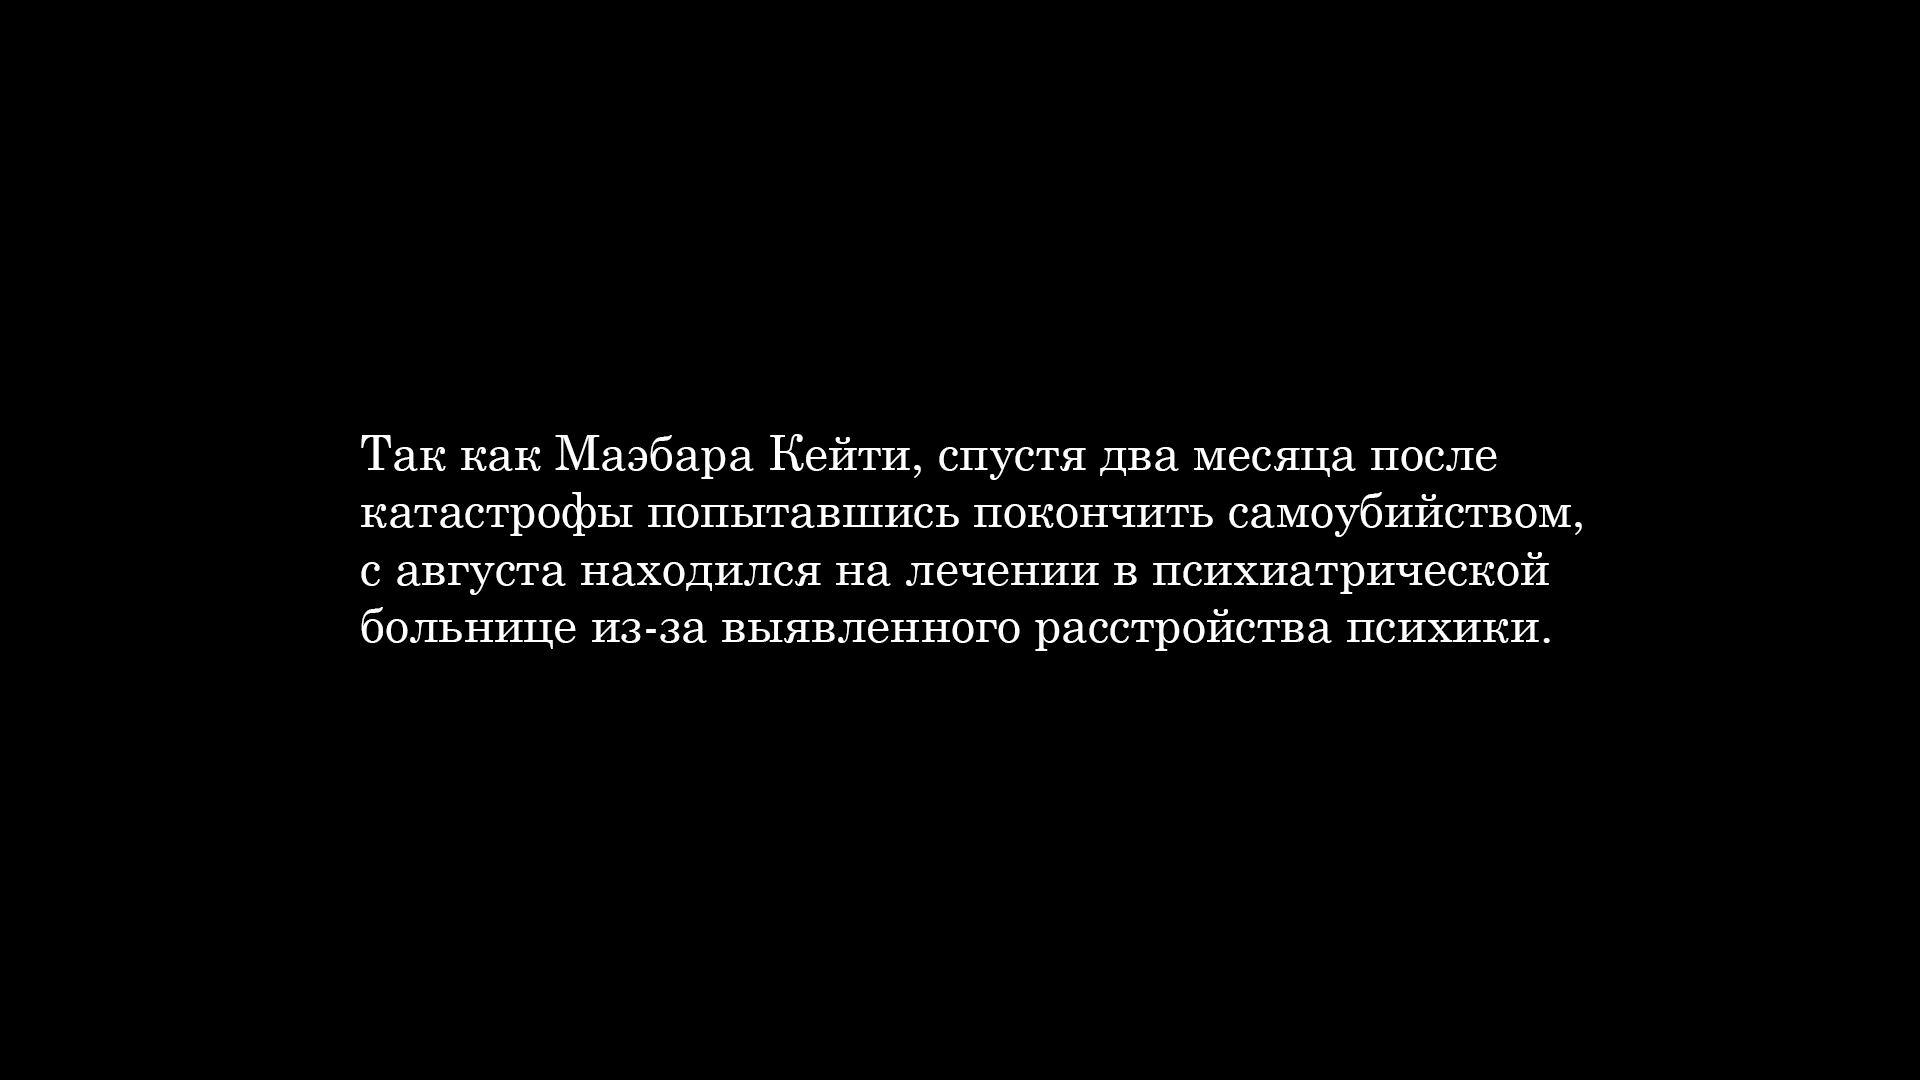 Так как Маэбара Кейти, спустя два месяца после
катастрофы попытавшись покончить самоубийством,
с августа находился на лечении в психиатрической
больнице из-за выявленного расстройства психики.